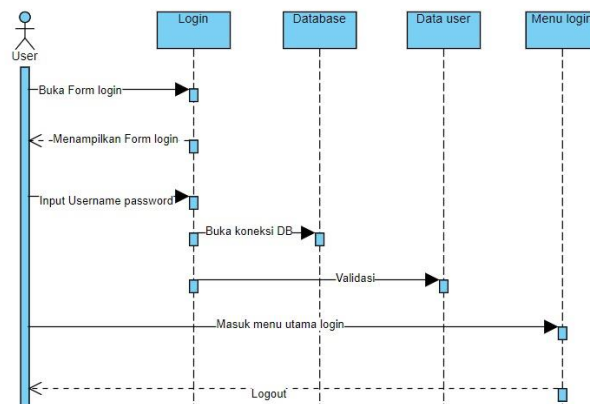 Login
Database
Data user
Menu login
User
Buka Form login
Menampilkan Form login
Input Username password
Buka koneksi DB
Validasi
Masuk menu utama login
Logout